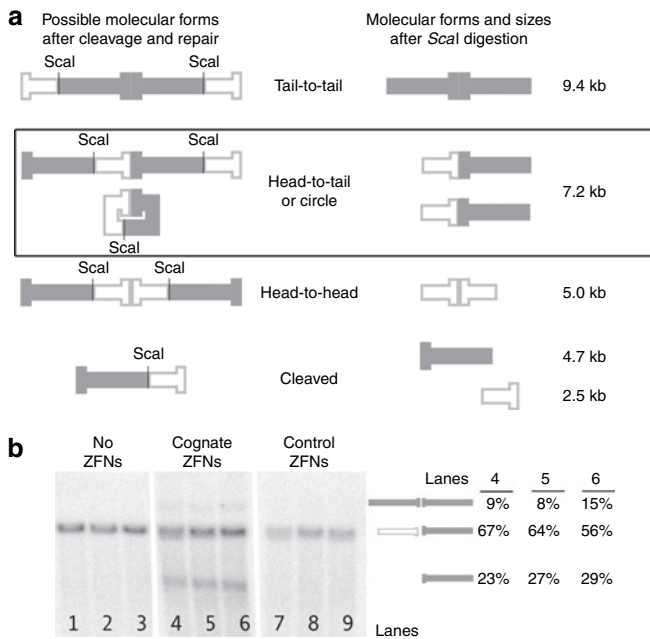 a
Possible molecular forms
after cleavage and repair
Molecular forms and sizes
after ScaI digestion
ScaI
ScaI
Tail-to-tail
9.4 kb
ScaI
ScaI
Head-to-tail
or circle
7.2 kb
ScaI
ScaI
ScaI
Head-to-head
5.0 kb
ScaI
Cleaved
4.7 kb
2.5 kb
b
No
ZFNs
Cognate
ZFNs
Control
ZFNs
Lanes 4 5 6
9% 8% 15%
67% 64% 56%
23% 27% 29%
1 2 3 4 5 6 7 8 9
Lanes